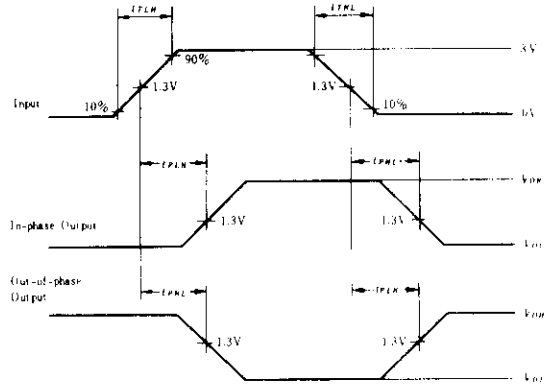 tTLH tTHL
90% 3V
Input 10% 1.3V 1.3V 10% 0V
tPLH tPHL VOH
In-phase Output 1.3V 1.3V VOL
Out-of-phase
Output
tPHL tPLH VOH
1.3V 1.3V VOL